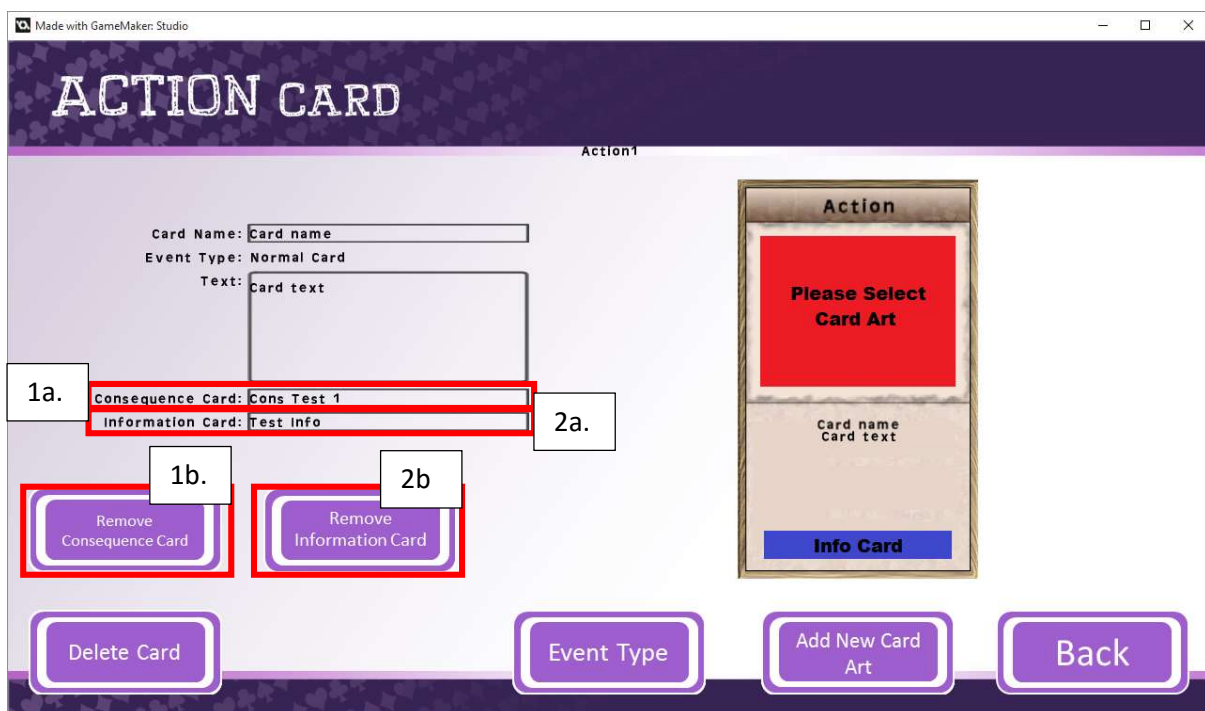 Made with GameMaker: Studio
ACTION CARD
Action1
Card Name: Card name
Event Type: Normal Card
Text: Card text
1a.
Consequence Card: Cons Test 1
Information Card: Test Info
2a.
1b.
2b
Remove
Consequence Card
Remove
Information Card
Action
Please Select
Card Art
Card name
Card text
Info Card
Delete Card
Event Type
Add New Card
Art
Back